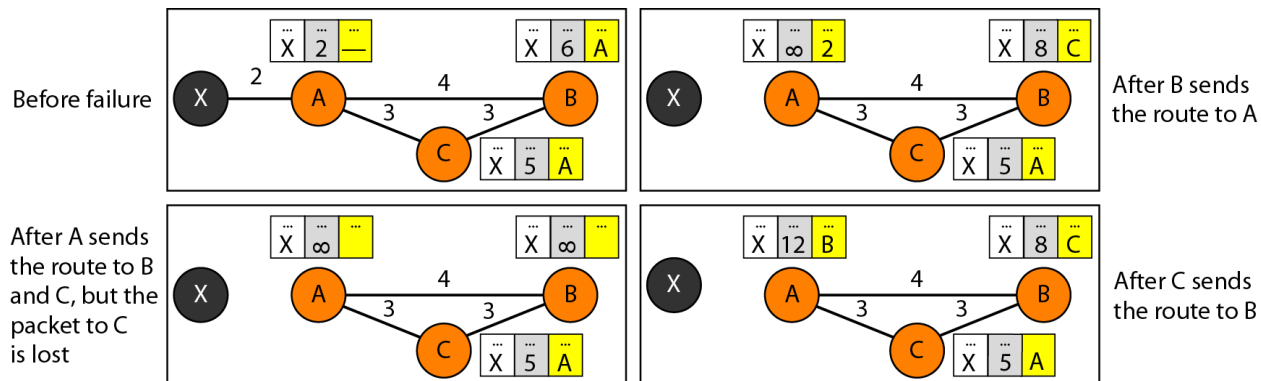 Before failure
...
X
...
2
...
—
...
X
...
6
...
A
X
2
A
4
B
3
3
C
...
X
...
5
...
A
...
X
...
∞
...
2
...
X
...
8
...
C
X
A
4
B
3
3
C
...
X
...
5
...
A
After B sends
the route to A
After A sends
the route to B
and C, but the
packet to C
is lost
...
X
...
∞
...
...
X
...
∞
...
X
A
4
B
3
3
C
...
X
...
5
...
A
...
X
...
12
...
B
...
X
...
8
...
C
X
A
4
B
3
3
C
...
X
...
5
...
A
After C sends
the route to B